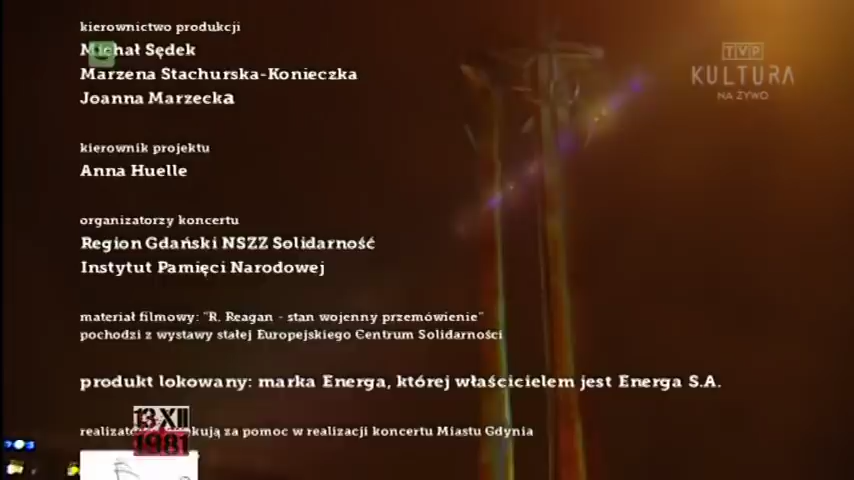 kierownictwo produkcji
Michał Sędek
Marzena Stachurska-Konieczka
Joanna Marzecka
TVP
KULTURA
NA ŻYWO
kierownik projektu
Anna Huelle
organizatorzy koncertu
Region Gdański NSZZ Solidarność
Instytut Pamięci Narodowej
materiał filmowy: "R. Reagan - stan wojenny przemówienie"
pochodzi z wystawy stałej Europejskiego Centrum Solidarności
produkt lokowany: marka Energa, której właścicielem jest Energa S.A.
13 XII
1981
za pomoc w realizacji koncertu Miastu Gdynia